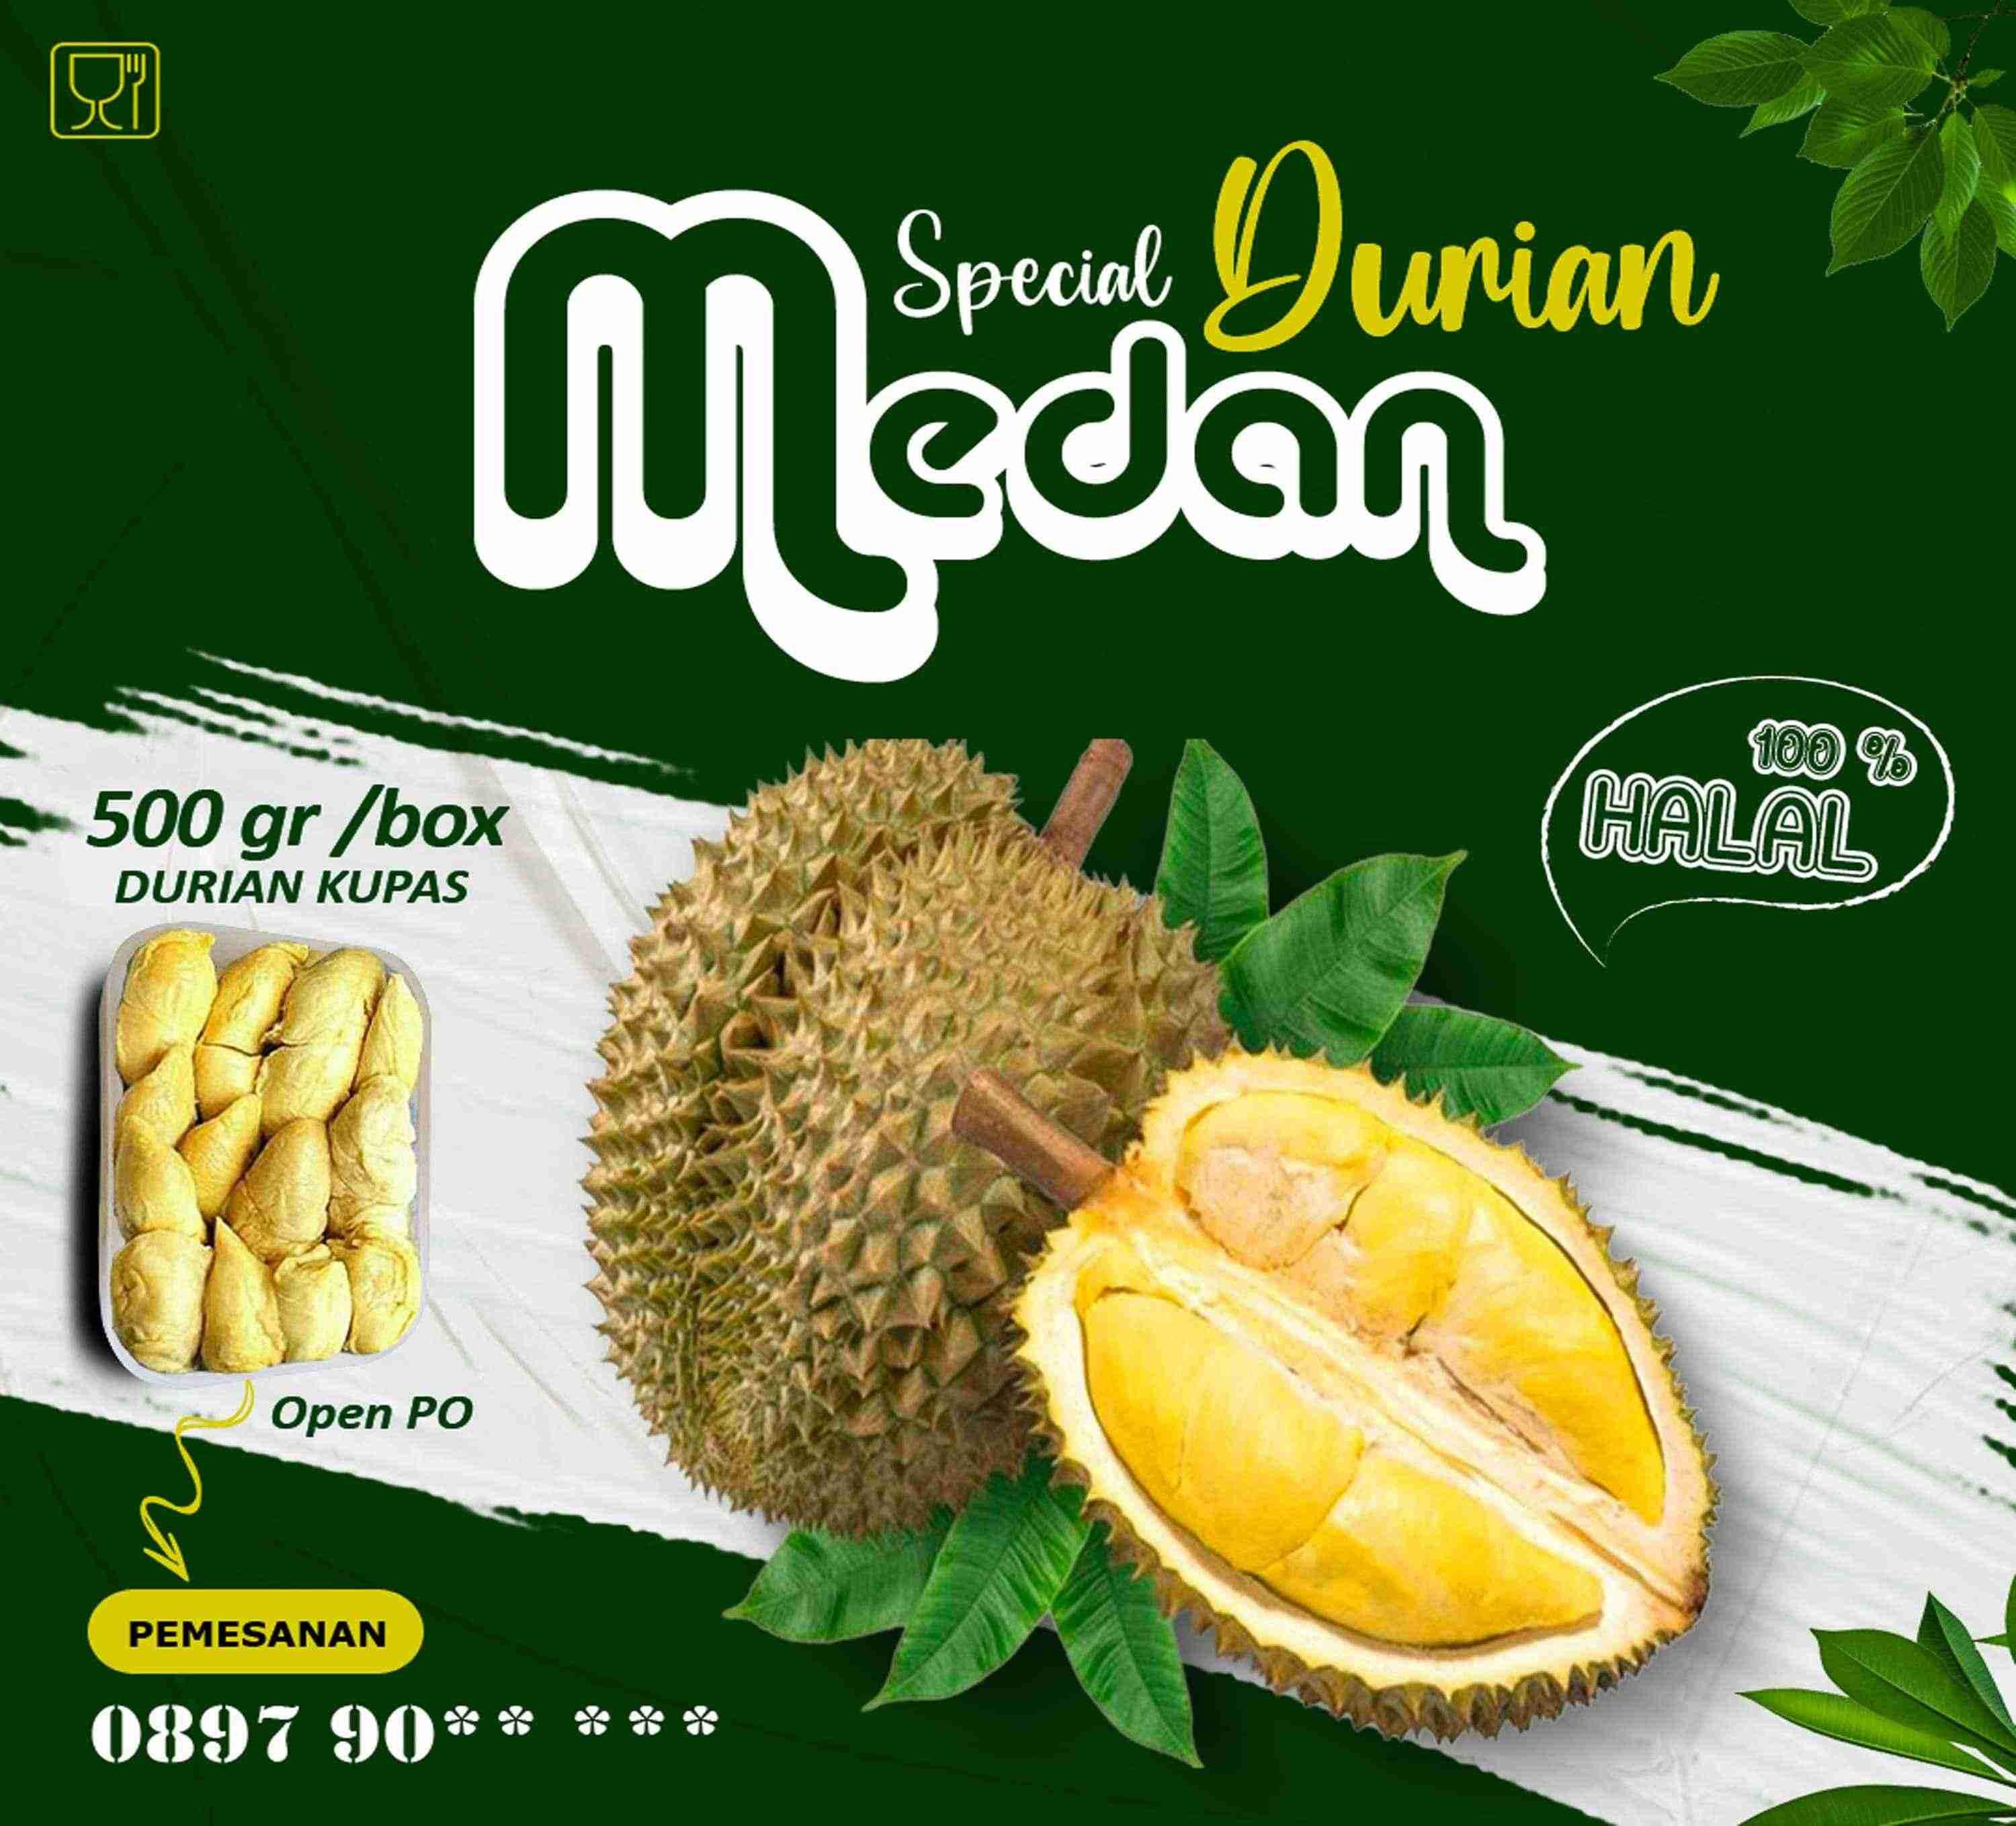 Special Durian
Medan
100 %
HALAL
500 gr /box
DURIAN KUPAS
Open PO
PEMESANAN
0897 90** ***